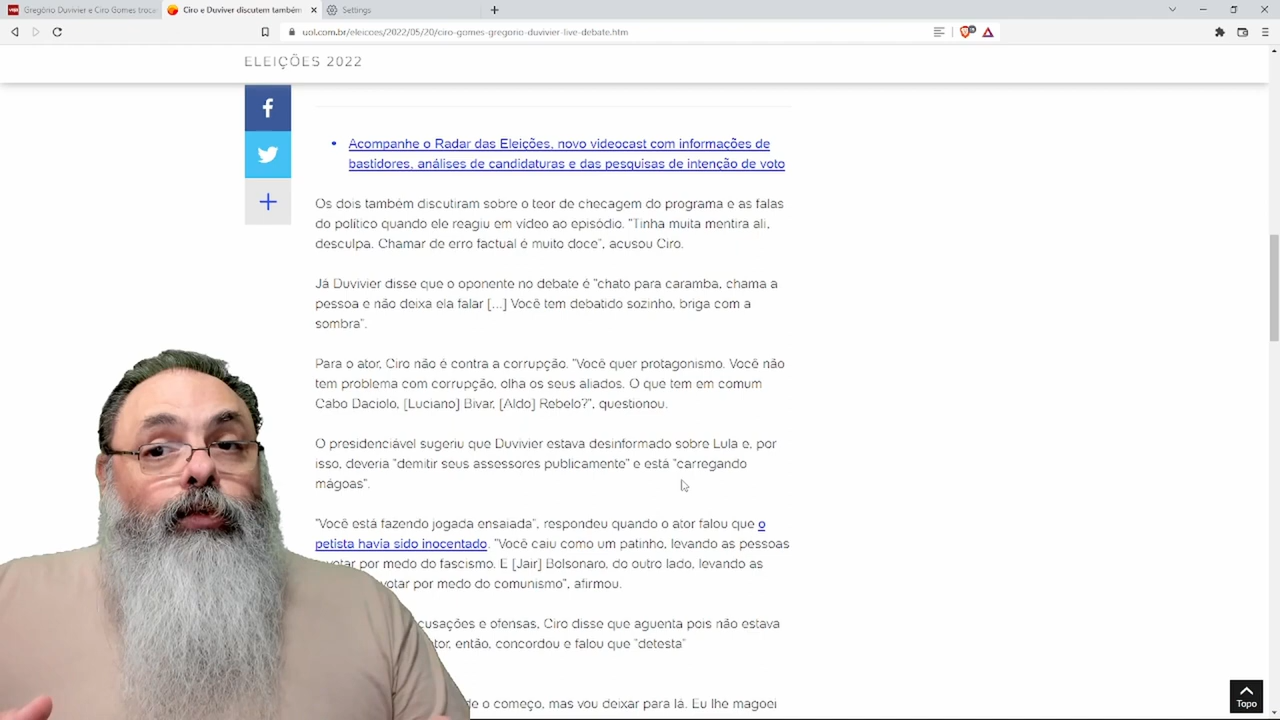 Gregório Duvivier e Ciro Gomes troca
Ciro e Duviver discutem também
Settings
uol.com.br/eleicoes/2022/05/20/ciro-gomes-gregorio-duvivier-live-debate.htm
ELEIÇÕES 2022
• Acompanhe o Radar das Eleições, novo videocast com informações de
bastidores, análises de candidaturas e das pesquisas de intenção de voto
Os dois também discutiram sobre o teor de checagem do programa e as falas
do político quando ele reagiu em vídeo ao episódio. "Tinha muita mentira ali,
desculpa. Chamar de erro factual é muito doce", acusou Ciro.
Já Duvivier disse que o oponente no debate é "chato para caramba, chama a
pessoa e não deixa ela falar [...] Você tem debatido sozinho, briga com a
sombra".
Para o ator, Ciro não é contra a corrupção. "Você quer protagonismo. Você não
tem problema com corrupção, olha os seus aliados. O que tem em comum
Cabo Daciolo, [Luciano] Bivar, [Aldo] Rebelo?", questionou.
O presidenciável sugeriu que Duvivier estava desinformado sobre Lula e, por
isso, deveria "demitir seus assessores publicamente" e está "carregando
mágoas".
"Você está fazendo jogada ensaiada", respondeu quando o ator falou que o
petista havia sido inocentado. "Você caiu como um patinho, levando as pessoas
votar por medo do fascismo. E [Jair] Bolsonaro, do outro lado, levando as
votar por medo do comunismo", afirmou.
cusações e ofensas, Ciro disse que aguenta pois não estava
tor, então, concordou e falou que "detesta"
e o começo, mas vou deixar para lá. Eu lhe magoei
Topo